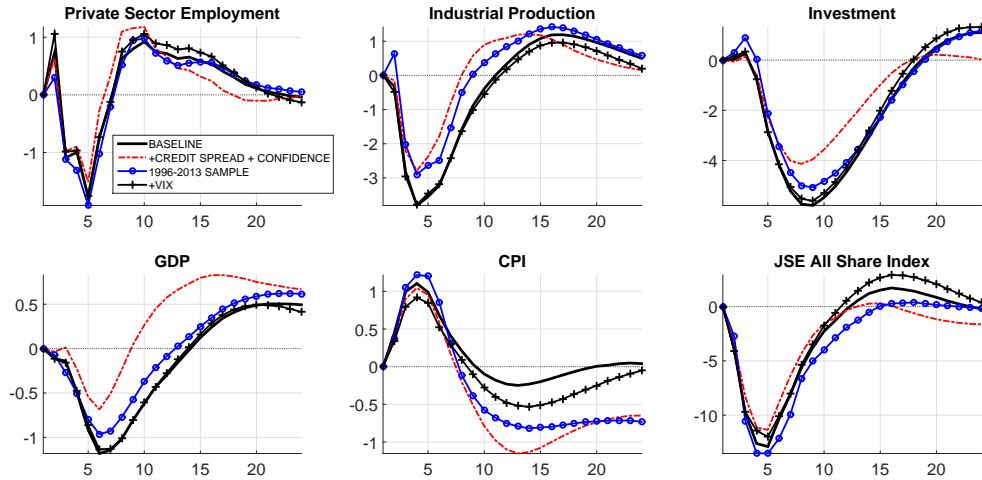 Private Sector Employment
1
0
-1
BASELINE
+CREDIT SPREAD + CONFIDENCE
1996-2013 SAMPLE
+VIX
5 10 15 20
Industrial Production
1
0
-1
-2
-3
5 10 15 20
Investment
0
-2
-4
5 10 15 20
GDP
0.5
0
-0.5
-1
5 10 15 20
CPI
1
0.5
0
-0.5
-1
5 10 15 20
JSE All Share Index
0
-5
-10
5 10 15 20